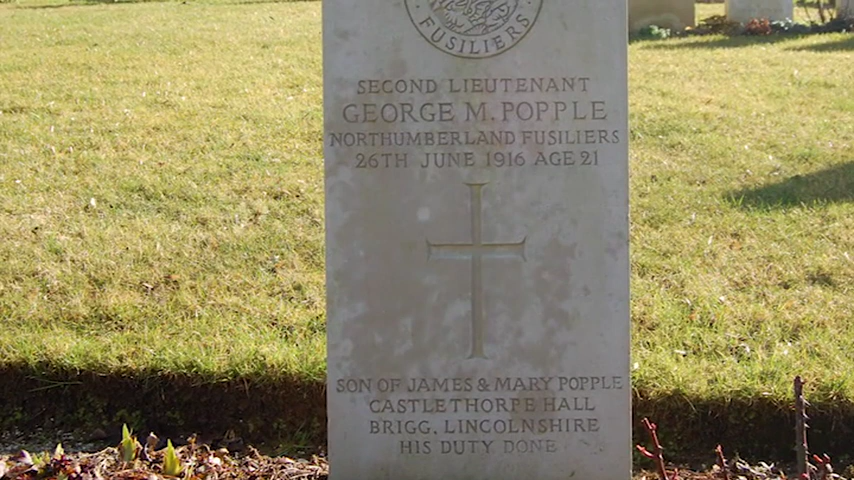 FUSILIERS
SECOND LIEUTENANT
GEORGE M. POPPLE
NORTHUMBERLAND FUSILIERS
26TH JUNE 1916 AGE 21
SON OF JAMES & MARY POPPLE
CASTLETHORPE HALL
BRIGG, LINCOLNSHIRE
HIS DUTY DONE